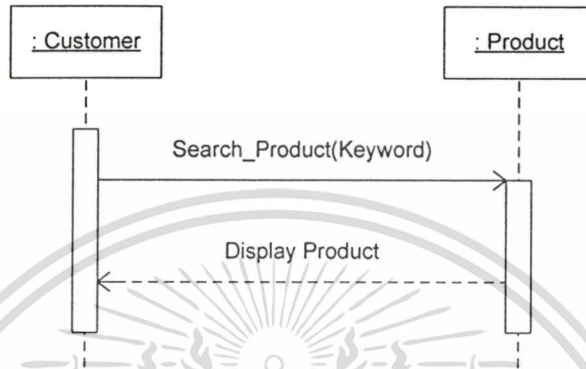 : Customer
: Product
Search_Product(Keyword)
Display Product